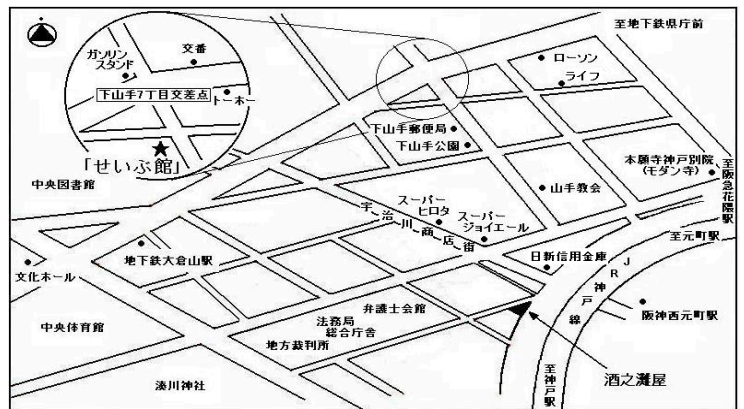 至地下鉄県庁前
ガソリン
スタンド
交番
下山手7丁目交差点
トーホー
「せいぶ館」
中央図書館
ローソン
ライフ
下山手郵便局
下山手公園
本願寺神戸別院
(モダン寺)
至阪急花隈駅
山手教会
スーパー
ヒロタ
スーパー
ジョイエール
宇治川商店街
至元町駅
地下鉄大倉山駅
日新信用金庫
文化ホール
JR神戸線
弁護士会館
法務局
総合庁舎
地方裁判所
中央体育館
阪神西元町駅
湊川神社
酒之灘屋
至神戸駅